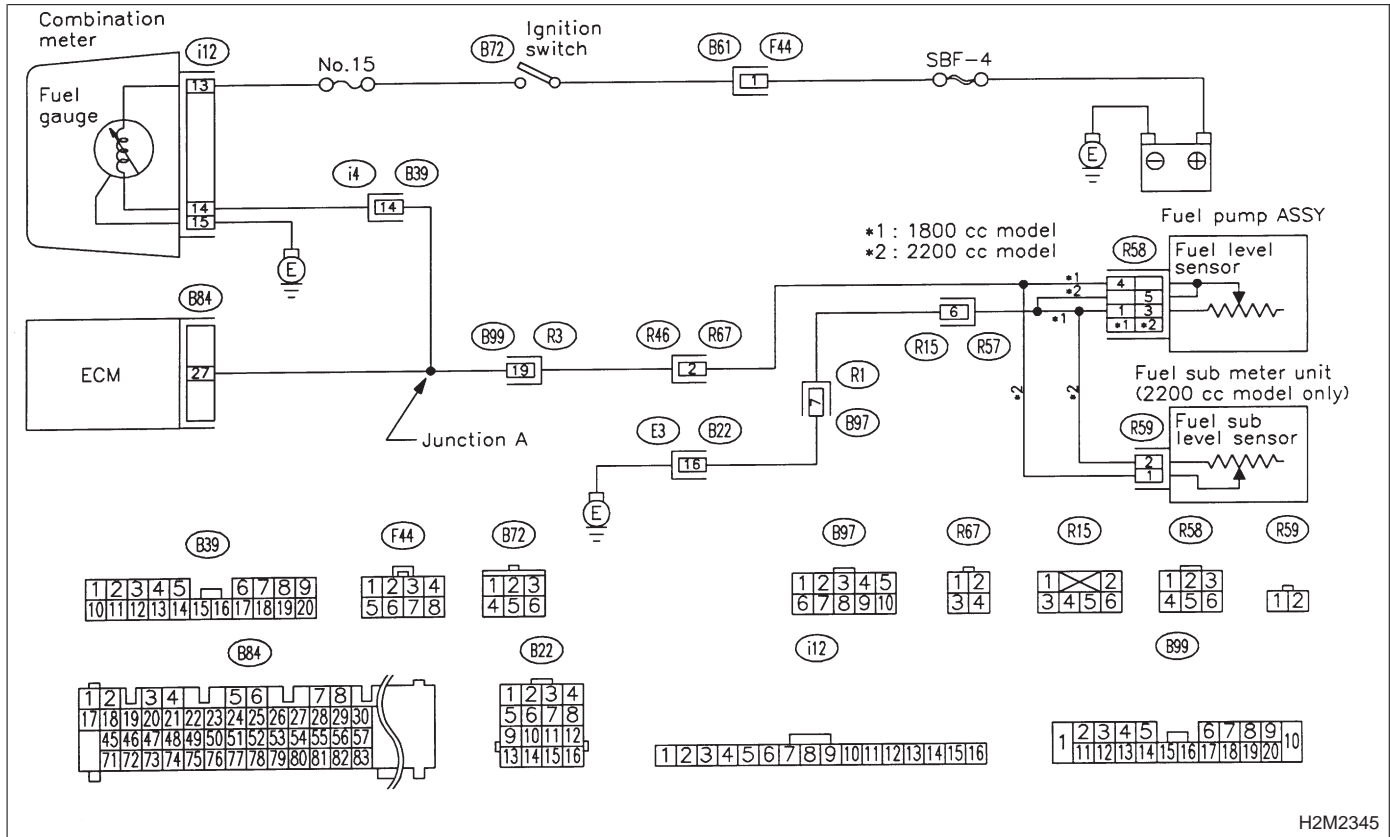 Combination
meter
i12
Fuel
gauge
13
14
15
No.15
B72
Ignition
switch
B61 F44
1
SBF-4
E
⊖ ⊕
i4 B39
14
E
*1 : 1800 cc model
*2 : 2200 cc model
Fuel pump ASSY
R58
Fuel level
sensor
*1
*2
4
5
1 3
*1 *2
*1
B84
ECM
27
B99 R3
19
R46 R67
2
6
R15 R57
Junction A
R1
7
B97
E3 B22
16
E
*2 *2
Fuel sub meter unit
(2200 cc model only)
R59
Fuel sub
level sensor
2
1
B39
1 2 3 4 5 6 7 8 9
10 11 12 13 14 15 16 17 18 19 20
F44
1 2 3 4
5 6 7 8
B72
1 2 3
4 5 6
B97
1 2 3 4 5
6 7 8 9 10
R67
1 2
3 4
R15
1 2
3 4 5 6
R58
1 2 3
4 5 6
R59
1 2
B84
1 2 3 4 5 6 7 8
17 18 19 20 21 22 23 24 25 26 27 28 29 30
45 46 47 48 49 50 51 52 53 54 55 56 57
71 72 73 74 75 76 77 78 79 80 81 82 83
B22
1 2 3 4
5 6 7 8
9 10 11 12
13 14 15 16
i12
1 2 3 4 5 6 7 8 9 10 11 12 13 14 15 16
B99
1 2 3 4 5 6 7 8 9 10
11 12 13 14 15 16 17 18 19 20
H2M2345